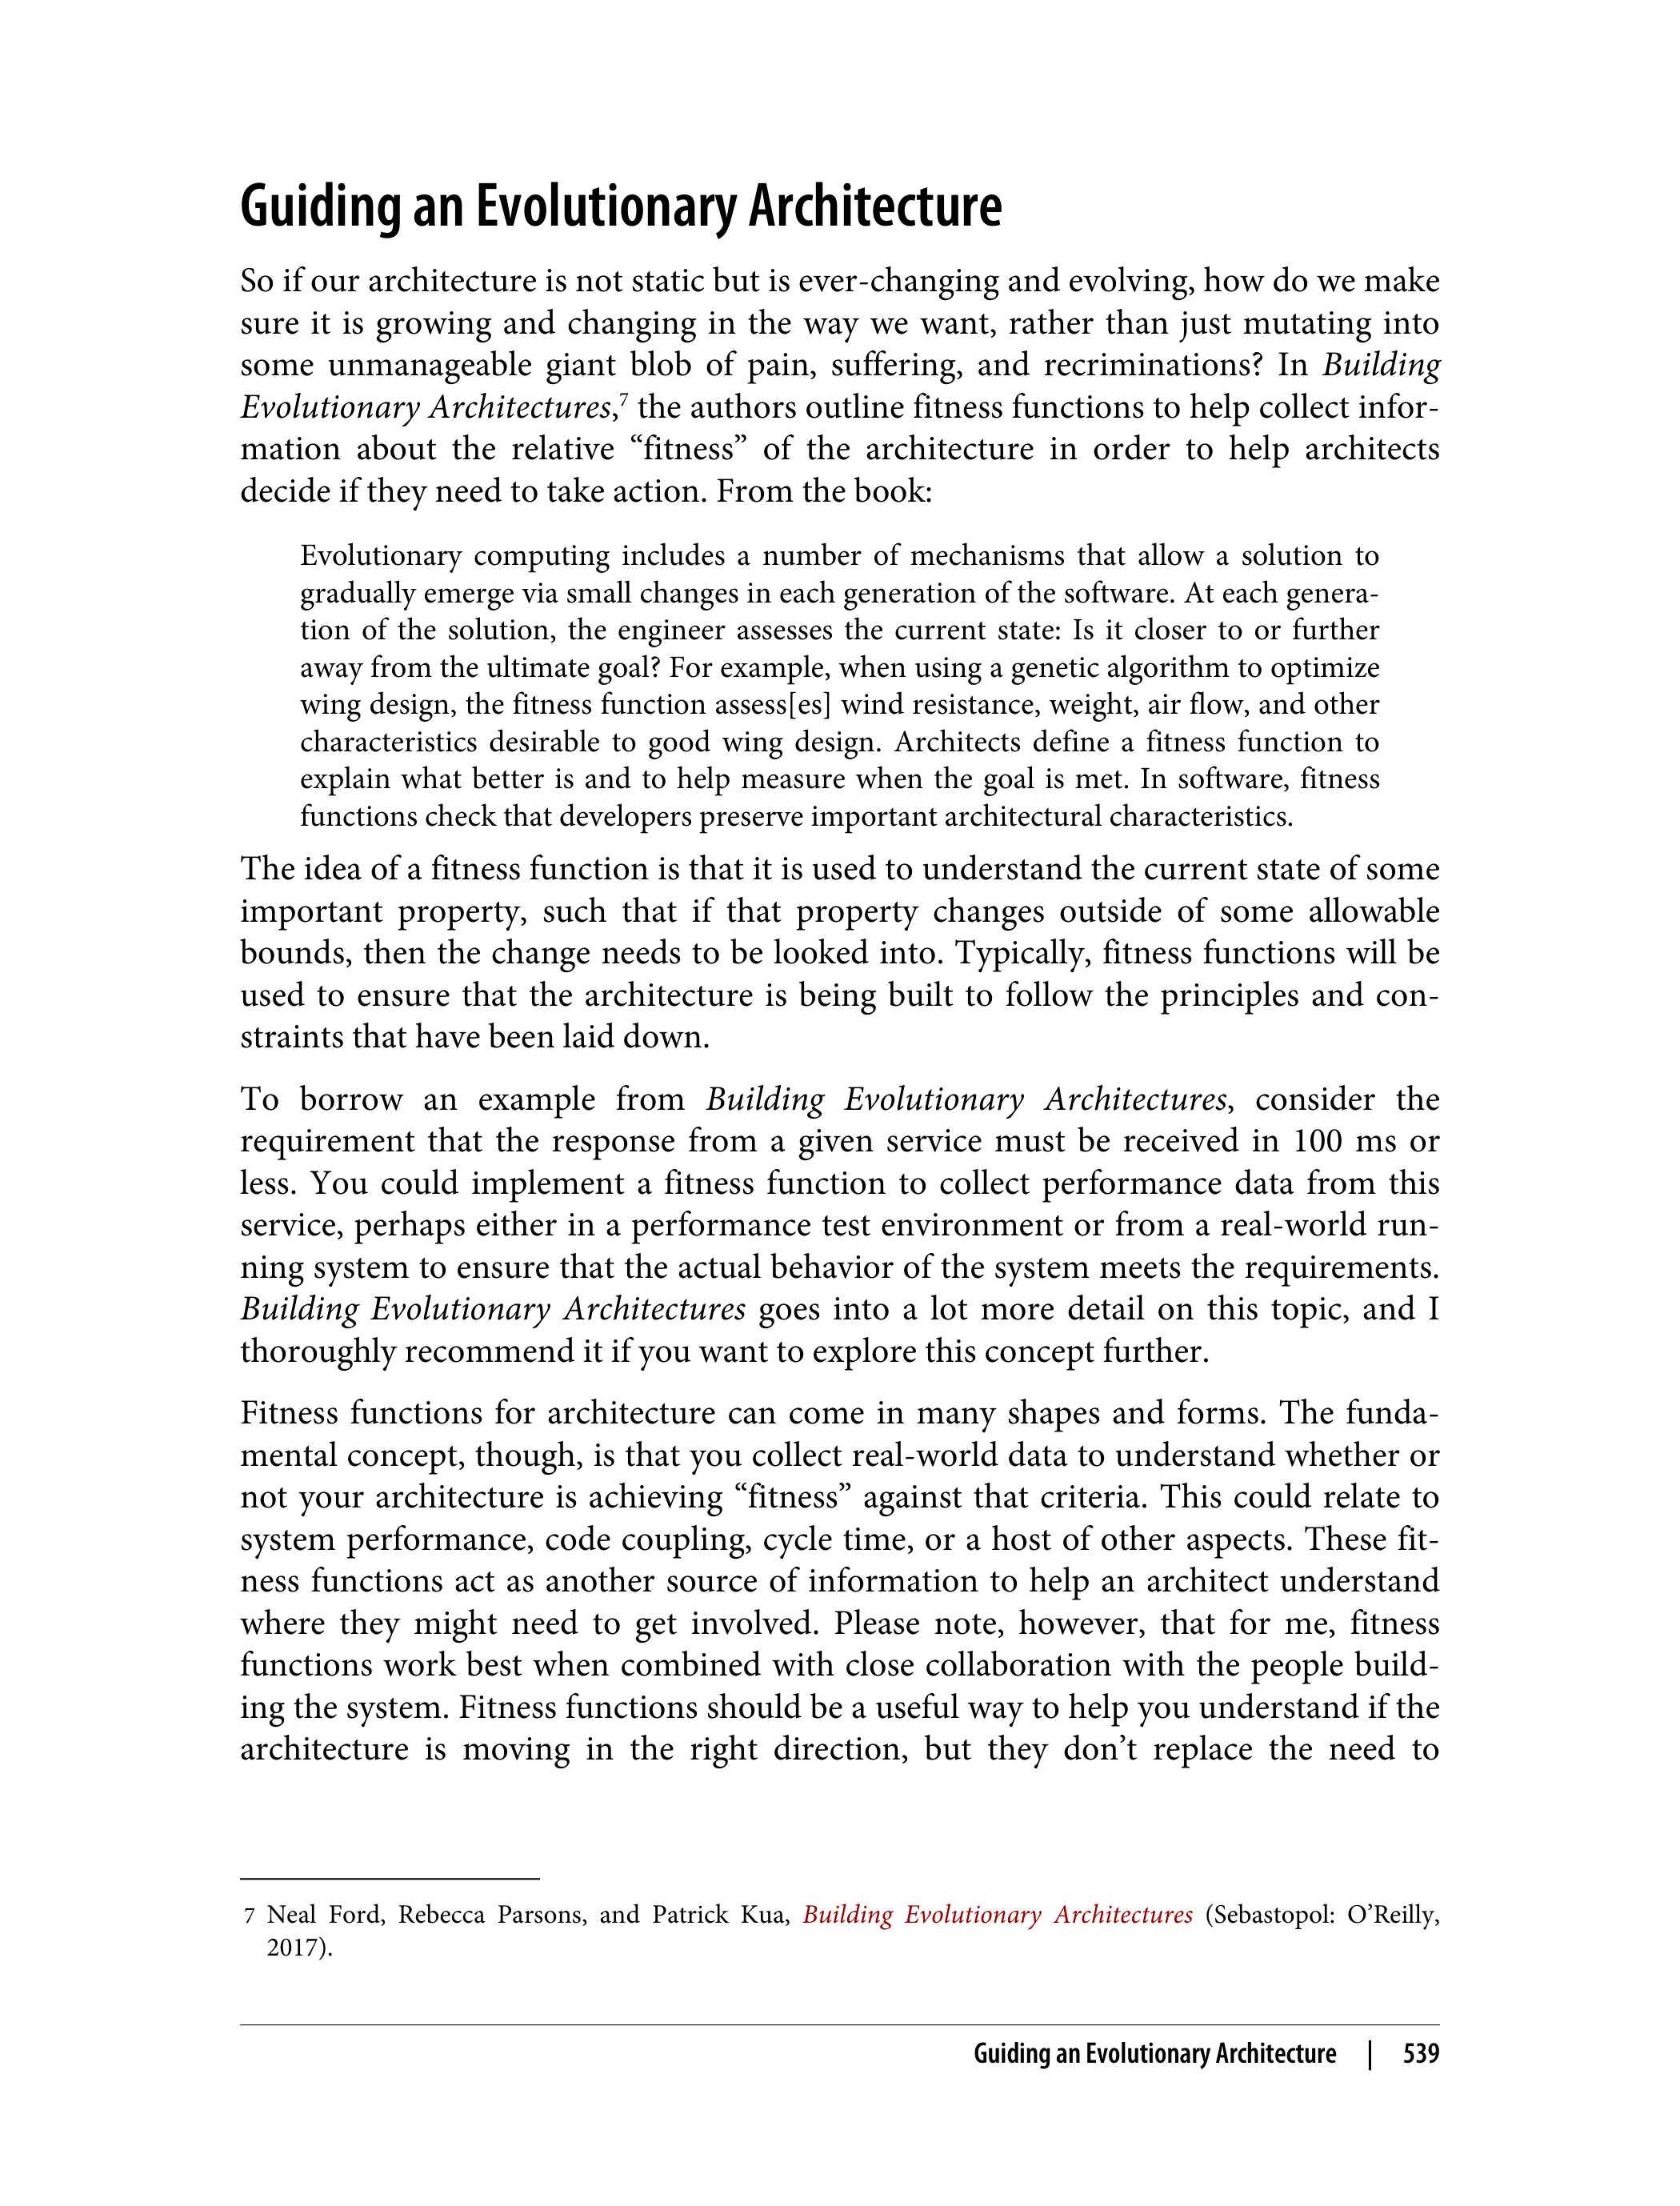 Guiding an Evolutionary Architecture
So if our architecture is not static but is ever-changing and evolving, how do we make
sure it is growing and changing in the way we want, rather than just mutating into
some unmanageable giant blob of pain, suffering, and recriminations? In Building
Evolutionary Architectures,7 the authors outline fitness functions to help collect infor-
mation about the relative “fitness” of the architecture in order to help architects
decide if they need to take action. From the book:
Evolutionary computing includes a number of mechanisms that allow a solution to
gradually emerge via small changes in each generation of the software. At each genera-
tion of the solution, the engineer assesses the current state: Is it closer to or further
away from the ultimate goal? For example, when using a genetic algorithm to optimize
wing design, the fitness function assess[es] wind resistance, weight, air flow, and other
characteristics desirable to good wing design. Architects define a fitness function to
explain what better is and to help measure when the goal is met. In software, fitness
functions check that developers preserve important architectural characteristics.
The idea of a fitness function is that it is used to understand the current state of some
important property, such that if that property changes outside of some allowable
bounds, then the change needs to be looked into. Typically, fitness functions will be
used to ensure that the architecture is being built to follow the principles and con-
straints that have been laid down.
To borrow an example from Building Evolutionary Architectures, consider the
requirement that the response from a given service must be received in 100 ms or
less. You could implement a fitness function to collect performance data from this
service, perhaps either in a performance test environment or from a real-world run-
ning system to ensure that the actual behavior of the system meets the requirements.
Building Evolutionary Architectures goes into a lot more detail on this topic, and I
thoroughly recommend it if you want to explore this concept further.
Fitness functions for architecture can come in many shapes and forms. The funda-
mental concept, though, is that you collect real-world data to understand whether or
not your architecture is achieving “fitness” against that criteria. This could relate to
system performance, code coupling, cycle time, or a host of other aspects. These fit-
ness functions act as another source of information to help an architect understand
where they might need to get involved. Please note, however, that for me, fitness
functions work best when combined with close collaboration with the people build-
ing the system. Fitness functions should be a useful way to help you understand if the
architecture is moving in the right direction, but they don’t replace the need to
7 Neal Ford, Rebecca Parsons, and Patrick Kua, Building Evolutionary Architectures (Sebastopol: O’Reilly,
2017).
Guiding an Evolutionary Architecture | 539